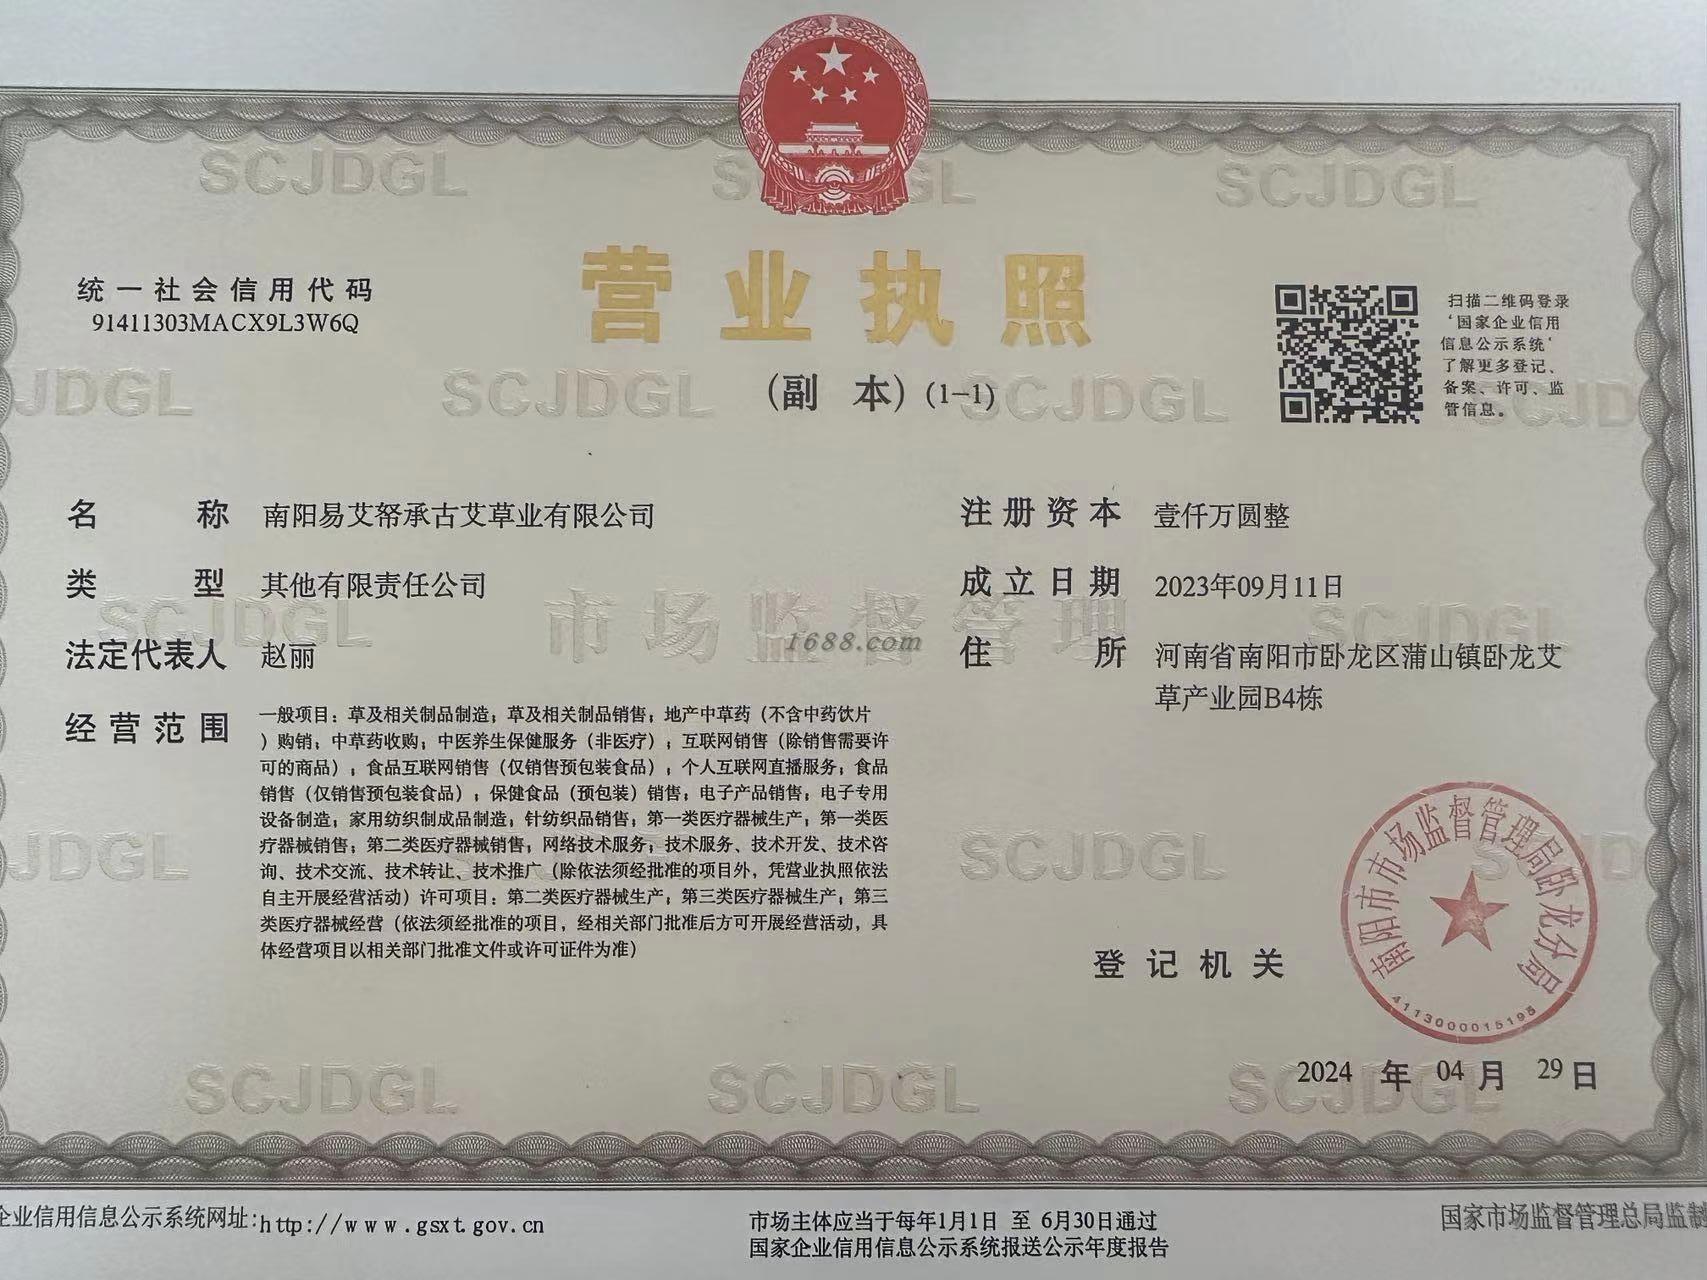 SCJDGL
SCJDGL
营业执照
(副 本) (1-1)
统一社会信用代码
91411303MACX9L3W6Q
扫描二维码登录
‘国家企业信用
信息公示系统’
了解更多登记、
备案、许可、监
管信息。
JDGL
SCJDGL
SCJDGL
名称 南阳易艾帑承古艾草业有限公司
类型 其他有限责任公司
法定代表人 赵丽
经营范围 一般项目：草及相关制品制造；草及相关制品销售；地产中草药（不含中药饮片
）购销；中草药收购；中医养生保健服务（非医疗）；互联网销售（除销售需要许
可的商品）；食品互联网销售（仅销售预包装食品）；个人互联网直播服务；食品
销售（仅销售预包装食品）；保健食品（预包装）销售；电子产品销售；电子专用
设备制造；家用纺织制成品制造；针纺织品销售；第一类医疗器械生产；第一类医
疗器械销售；第二类医疗器械销售；网络技术服务；技术服务、技术开发、技术咨
询、技术交流、技术转让、技术推广（除依法须经批准的项目外，凭营业执照依法
自主开展经营活动）许可项目：第二类医疗器械生产；第三类医疗器械生产；第三
类医疗器械经营（依法须经批准的项目，经相关部门批准后方可开展经营活动，具
体经营项目以相关部门批准文件或许可证件为准）
注册资本 壹仟万圆整
成立日期 2023年09月11日
住所 河南省南阳市卧龙区蒲山镇卧龙艾
草产业园B4栋
市场监督管理
1688.com
SCJDGL
SCJDGL
JDGL
SCJDGL
登记机关
南阳市市场监督管理局卧龙分局
4113000015195
2024 年 04 月 29 日
SCJDGL
SCJDGL
SCJDGL
企业信用信息公示系统网址:http://www.gsxt.gov.cn
市场主体应当于每年1月1日 至 6月30日通过
国家企业信用信息公示系统报送公示年度报告
国家市场监督管理总局监制